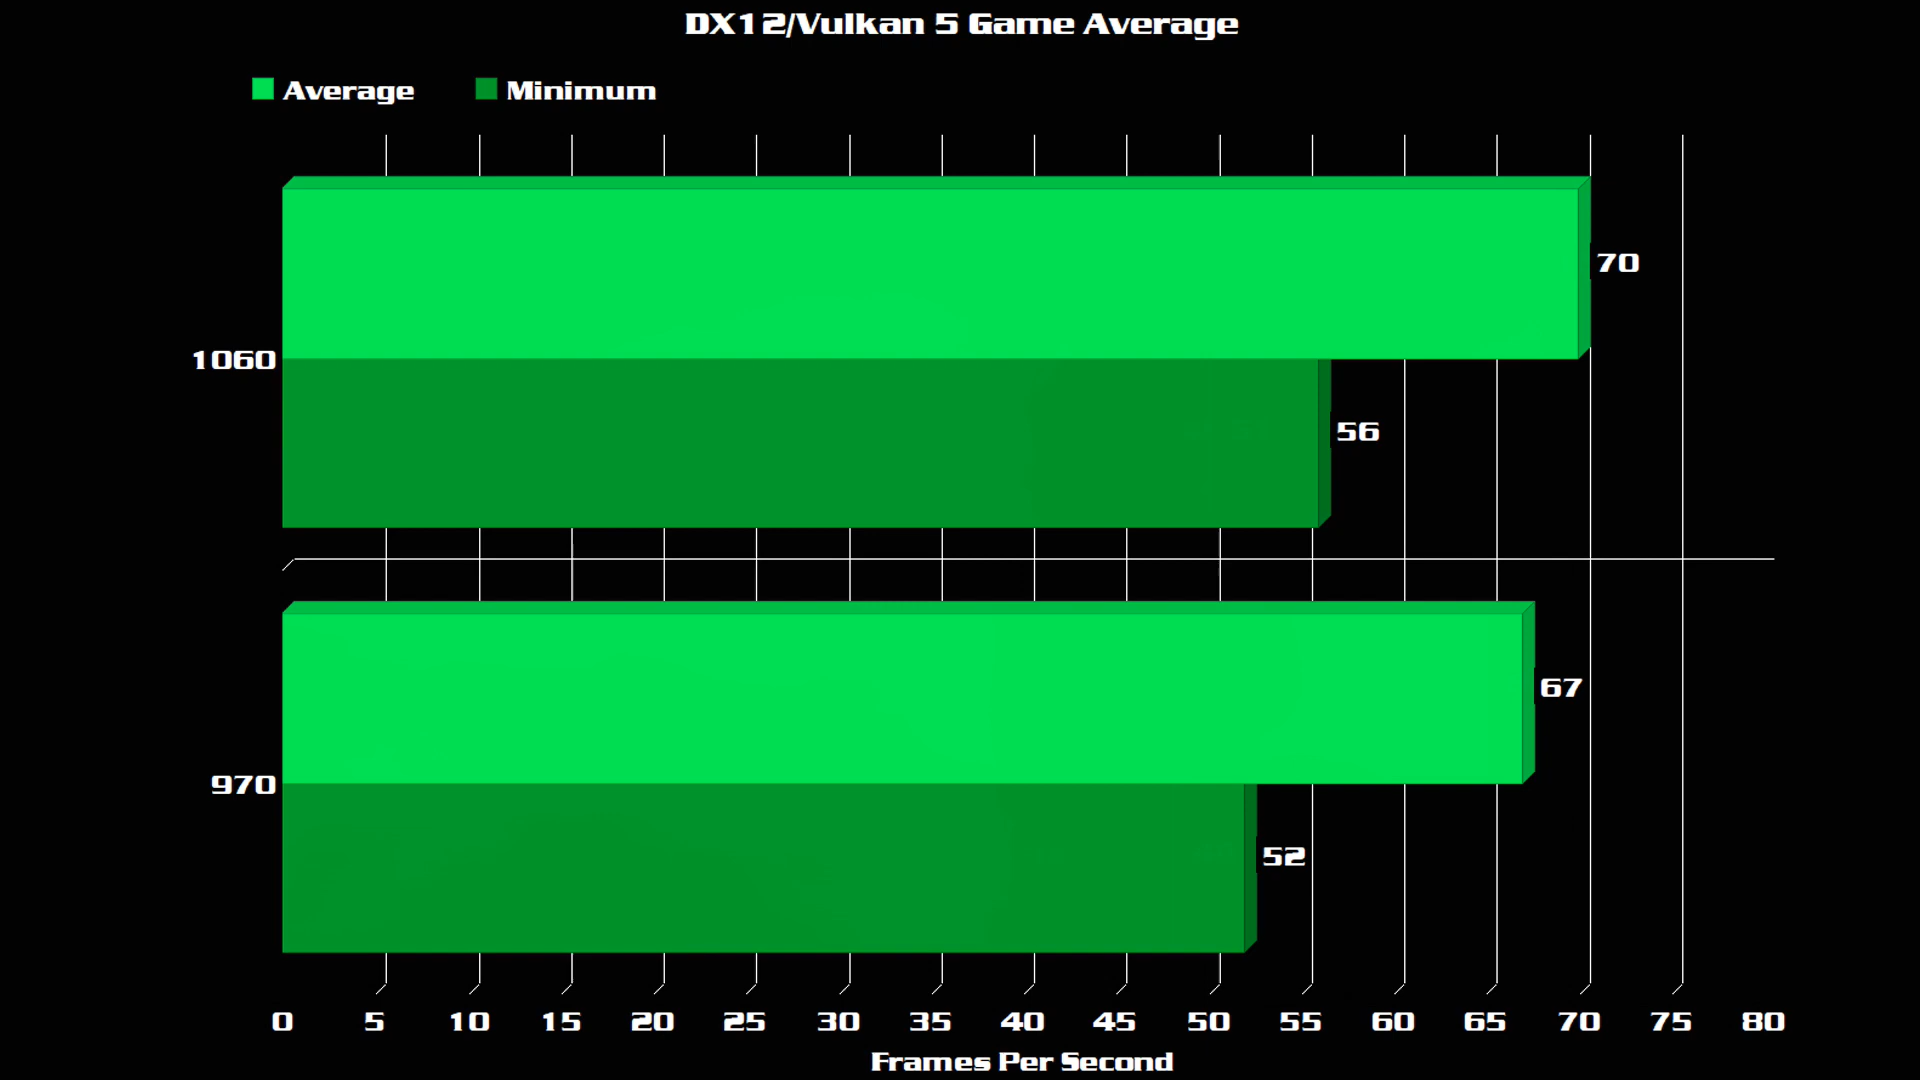 DX12/Vulkan 5 Game Average
Average Minimum
70
1060
56
67
970
52
0 5 10 15 20 25 30 35 40 45 50 55 60 65 70 75 80
Frames Per Second